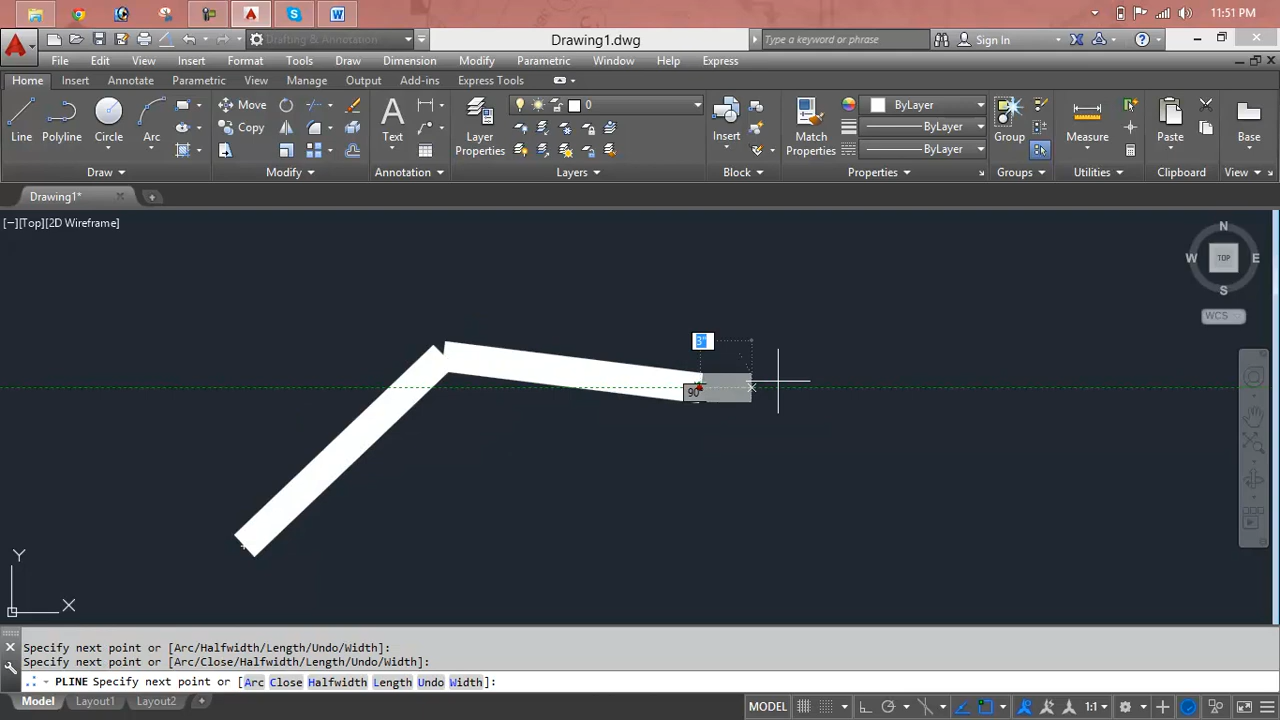 11:51 PM
Drafting & Annotation
Drawing1.dwg
Type a keyword or phrase
Sign In
File Edit View Insert Format Tools Draw Dimension Modify Parametric Window Help Express
Home Insert Annotate Parametric View Manage Output Add-ins Express Tools
Line
Polyline
Circle
Arc
Move
Copy
Text
Layer
Properties
0
Insert
Match
Properties
ByLayer
ByLayer
ByLayer
Group
Measure
Paste
Base
Draw Modify Annotation Layers Block Properties Groups Utilities Clipboard View
Drawing1*
[−][Top][2D Wireframe]
N
W TOP E
S
WCS
3"
90°
Y
X
Specify next point or [Arc/Halfwidth/Length/Undo/Width]:
Specify next point or [Arc/Close/Halfwidth/Length/Undo/Width]:
PLINE Specify next point or [Arc Close Halfwidth Length Undo Width]:
Model Layout1 Layout2 +
MODEL
1:1